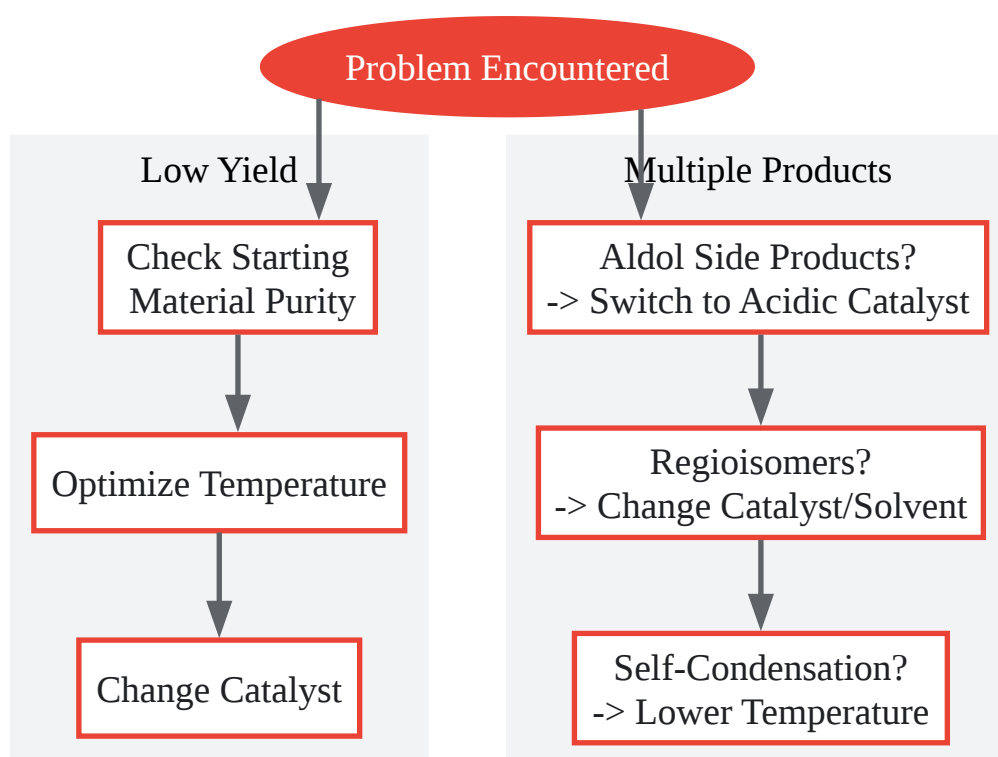 Problem Encountered
Low Yield
Check Starting
Material Purity
Optimize Temperature
Change Catalyst
Multiple Products
Aldol Side Products?
-> Switch to Acidic Catalyst
Regioisomers?
-> Change Catalyst/Solvent
Self-Condensation?
-> Lower Temperature